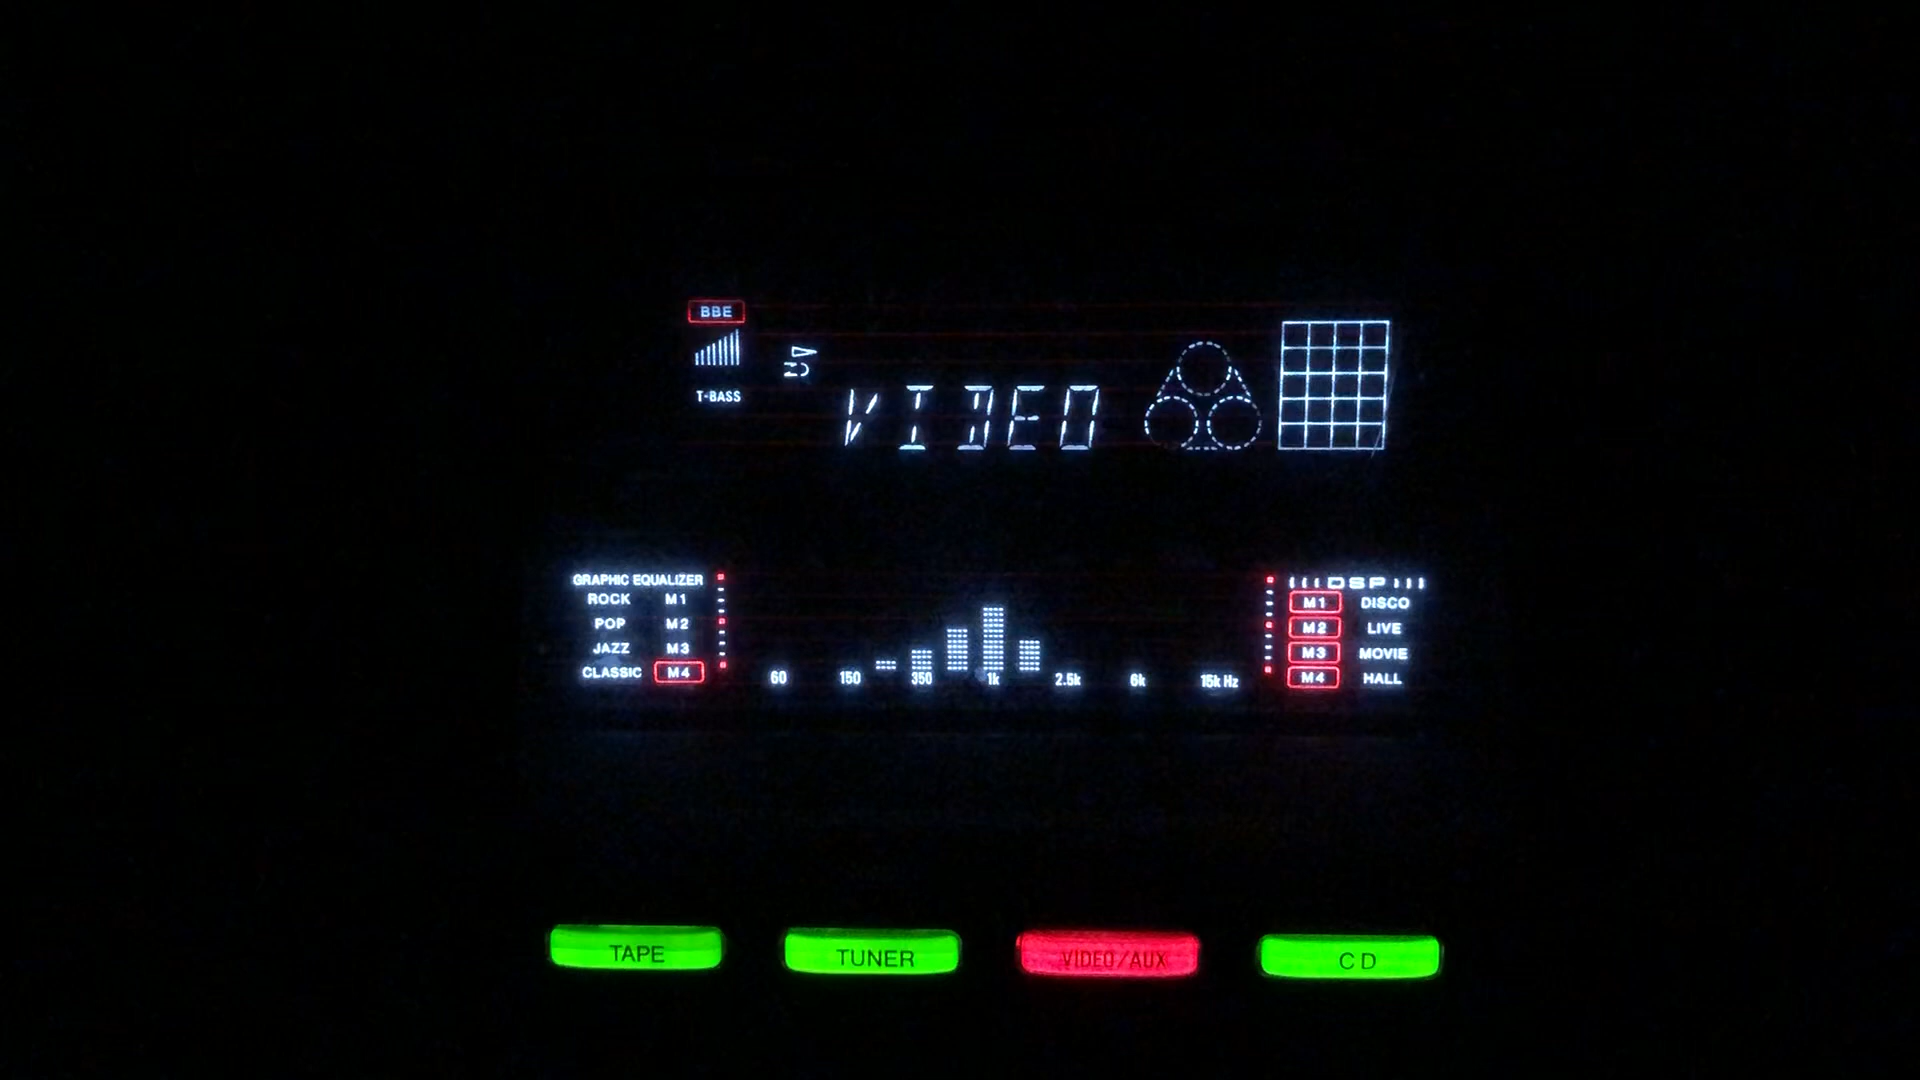 BBE
T-BASS
VIDEO
GRAPHIC EQUALIZER
ROCK M1
POP M2
JAZZ M3
CLASSIC M4
60 150 350 1k 2.5k 6k 15k Hz
DSP
M1 DISCO
M2 LIVE
M3 MOVIE
M4 HALL
TAPE TUNER VIDEO/AUX CD